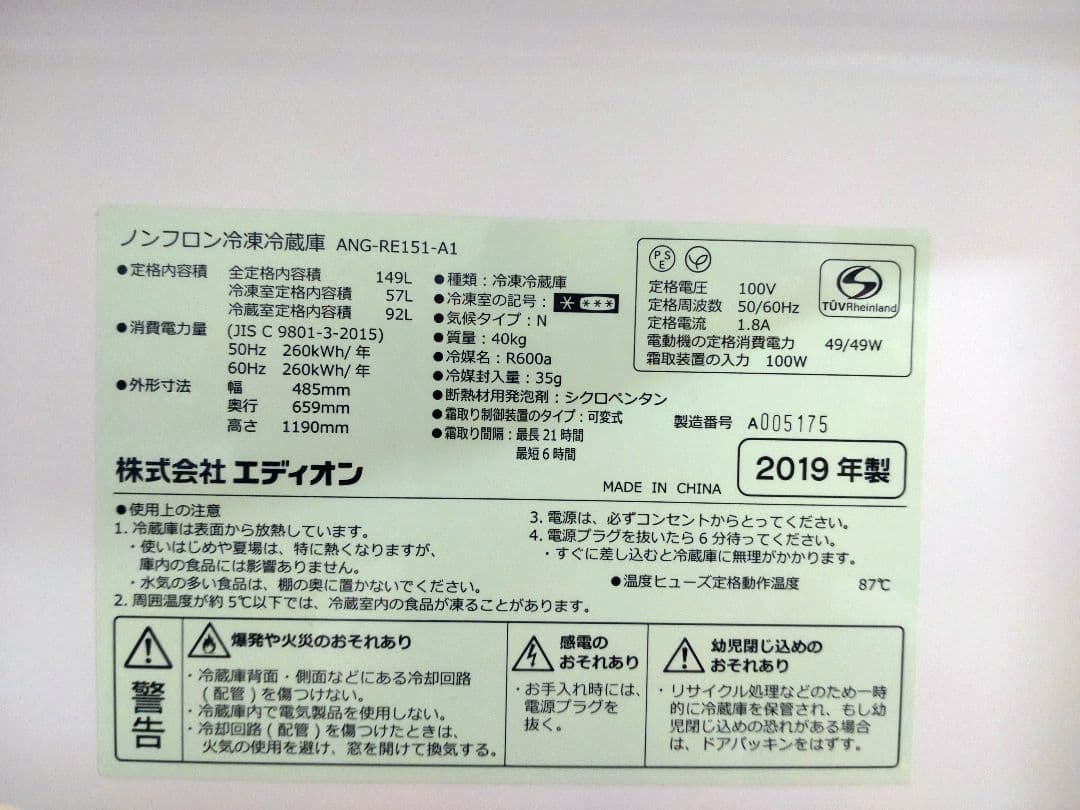 ノンフロン冷凍冷蔵庫 ANG-RE151-A1
●定格内容積 全定格内容積 149L
冷凍室定格内容積 57L
冷蔵室定格内容積 92L
●消費電力量 (JIS C 9801-3-2015)
50Hz 260kWh/年
60Hz 260kWh/年
●外形寸法 幅 485mm
奥行 659mm
高さ 1190mm
●種類：冷凍冷蔵庫
●冷凍室の記号：
●気候タイプ：N
●質量：40kg
●冷媒名：R600a
●冷媒封入量：35g
●断熱材用発泡剤：シクロペンタン
●霜取り制御装置のタイプ：可変式
●霜取り間隔：最長21時間
最短6時間
PSE
定格電圧 100V
定格周波数 50/60Hz
定格電流 1.8A
電動機の定格消費電力 49/49W
霜取装置の入力 100W
TÜVRheinland
製造番号 A005175
株式会社 エディオン
MADE IN CHINA
2019年製
●使用上の注意
1. 冷蔵庫は表面から放熱しています。
・使いはじめや夏場は、特に熱くなりますが、
庫内の食品には影響ありません。
・水気の多い食品は、棚の奥に置かないでください。
2. 周囲温度が約5℃以下では、冷蔵室内の食品が凍ることがあります。
3. 電源は、必ずコンセントからとってください。
4. 電源プラグを抜いたら6分待ってください。
・すぐに差し込むと冷蔵庫に無理がかかります。
●温度ヒューズ定格動作温度 87℃
警告
爆発や火災のおそれあり
・冷蔵庫背面・側面などにある冷却回路
(配管)を傷つけない。
・冷蔵庫内で電気製品を使用しない。
・冷却回路(配管)を傷つけたときは、
火気の使用を避け、窓を開けて換気する。
感電の
おそれあり
・お手入れ時には、
電源プラグを
抜く。
幼児閉じ込めの
おそれあり
・リサイクル処理などのため一時
的に冷蔵庫を保管され、もし幼
児閉じ込めの恐れがある場合
は、ドアパッキンをはずす。